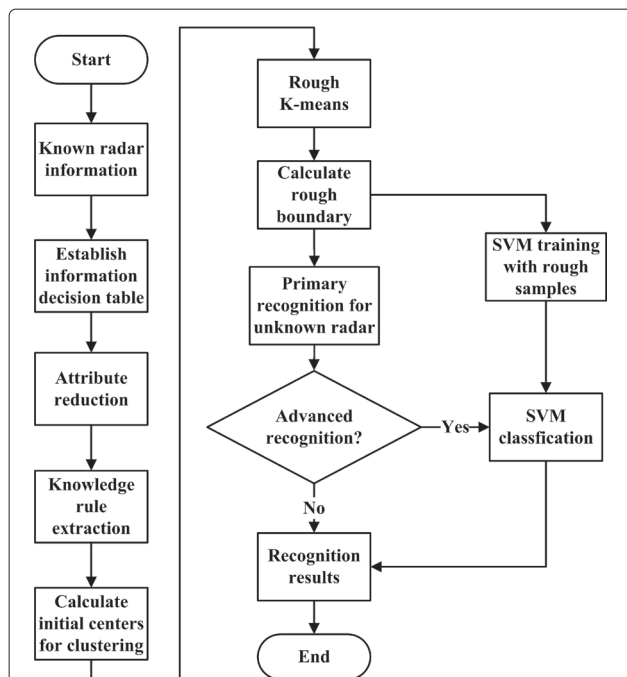 Start
Known radar
information
Establish
information
decision table
Attribute
reduction
Knowledge
rule
extraction
Calculate
initial centers
for clustering
Rough
K-means
Calculate
rough
boundary
SVM training
with rough
samples
Primary
recognition for
unknown radar
Advanced
recognition?
Yes
SVM
classfication
No
Recognition
results
End